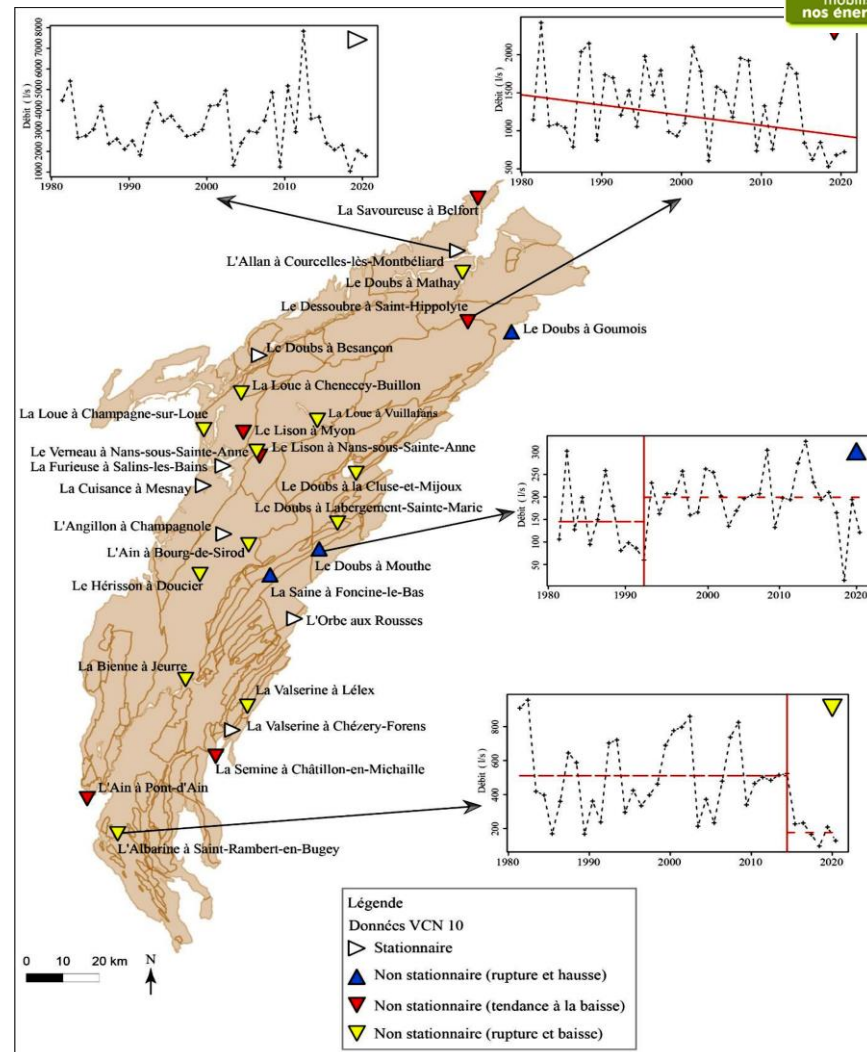 mobilis
nos éner
Débit ( l/s)
1000 2000 3000 4000 5000 6000 7000 8000
1980 1990 2000 2010 2020
Débit ( l/s)
500 1000 1500 2000
1980 1990 2000 2010 2020
La Savoureuse à Belfort
L'Allan à Courcelles-lès-Montbéliard
Le Doubs à Mathay
Le Dessoubre à Saint-Hippolyte
Le Doubs à Goumois
Le Doubs à Besançon
La Loue à Chenecey-Buillon
La Loue à Champagne-sur-Loue
La Loue à Vuillafans
Le Lison à Myon
Le Verneau à Nans-sous-Sainte-Anne
Le Lison à Nans-sous-Sainte-Anne
La Furieuse à Salins-les-Bains
Le Doubs à la Cluse-et-Mijoux
La Cuisance à Mesnay
Le Doubs à Labergement-Sainte-Marie
L'Angillon à Champagnole
L'Ain à Bourg-de-Sirod
Le Doubs à Mouthe
Le Hérisson à Doucier
La Saine à Foncine-le-Bas
L'Orbe aux Rousses
Débit ( l/s)
0 50 100 150 200 250 300
1980 1990 2000 2010 2020
La Bienne à Jeurre
La Valserine à Lélex
La Valserine à Chézery-Forens
La Semine à Châtillon-en-Michaille
L'Ain à Pont-d'Ain
L'Albarine à Saint-Rambert-en-Bugey
Débit ( l/s)
200 400 600 800
1980 1990 2000 2010 2020
Légende
Données VCN 10
Stationnaire
Non stationnaire (rupture et hausse)
Non stationnaire (tendance à la baisse)
Non stationnaire (rupture et baisse)
0 10 20 km
N